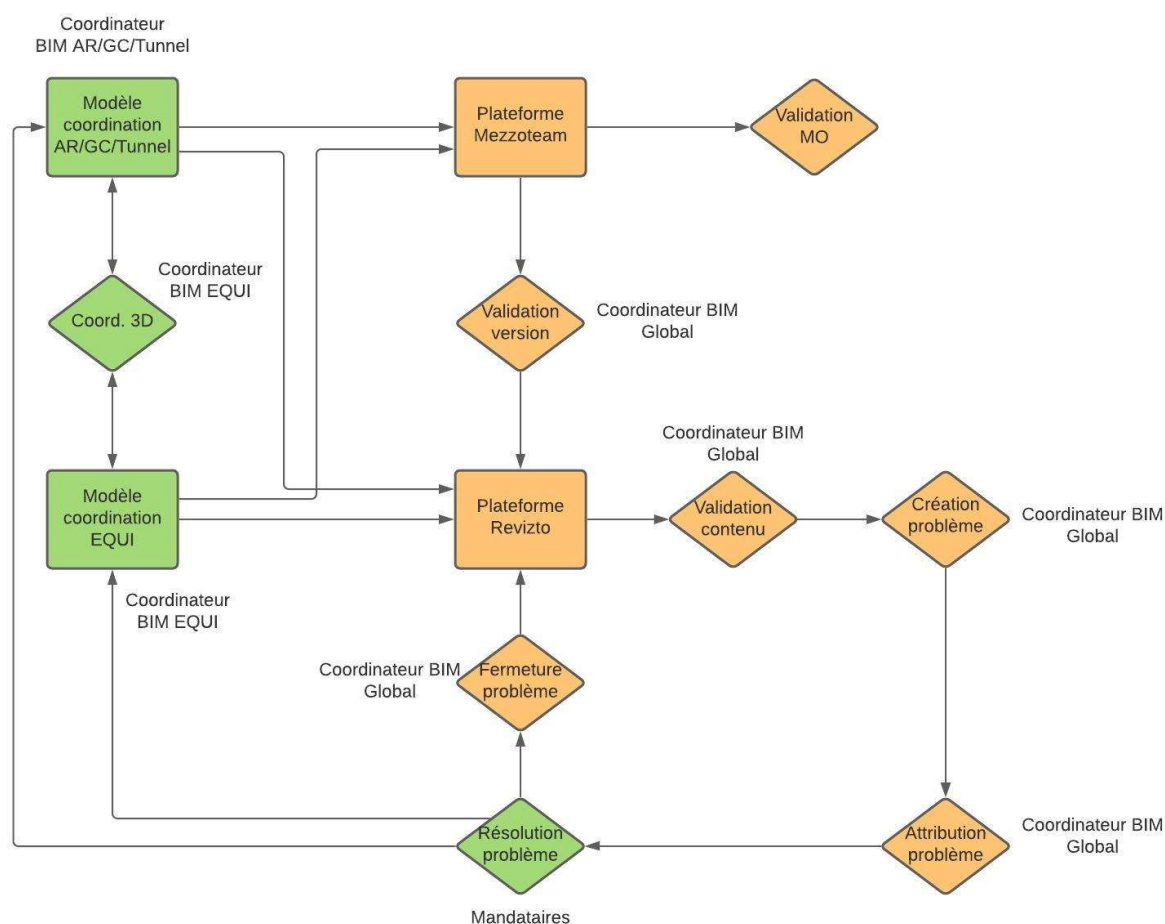 Coordinateur
BIM AR/GC/Tunnel
Modèle
coordination
AR/GC/Tunnel
Plateforme
Mezzoteam
Validation
MO
Coordinateur
BIM EQUI
Coord. 3D
Validation
version
Coordinateur BIM
Global
Coordinateur BIM
Global
Modèle
coordination
EQUI
Plateforme
Revizto
Validation
contenu
Création
problème
Coordinateur BIM
Global
Coordinateur
BIM EQUI
Coordinateur BIM
Global
Fermeture
problème
Résolution
problème
Attribution
problème
Coordinateur BIM
Global
Mandataires